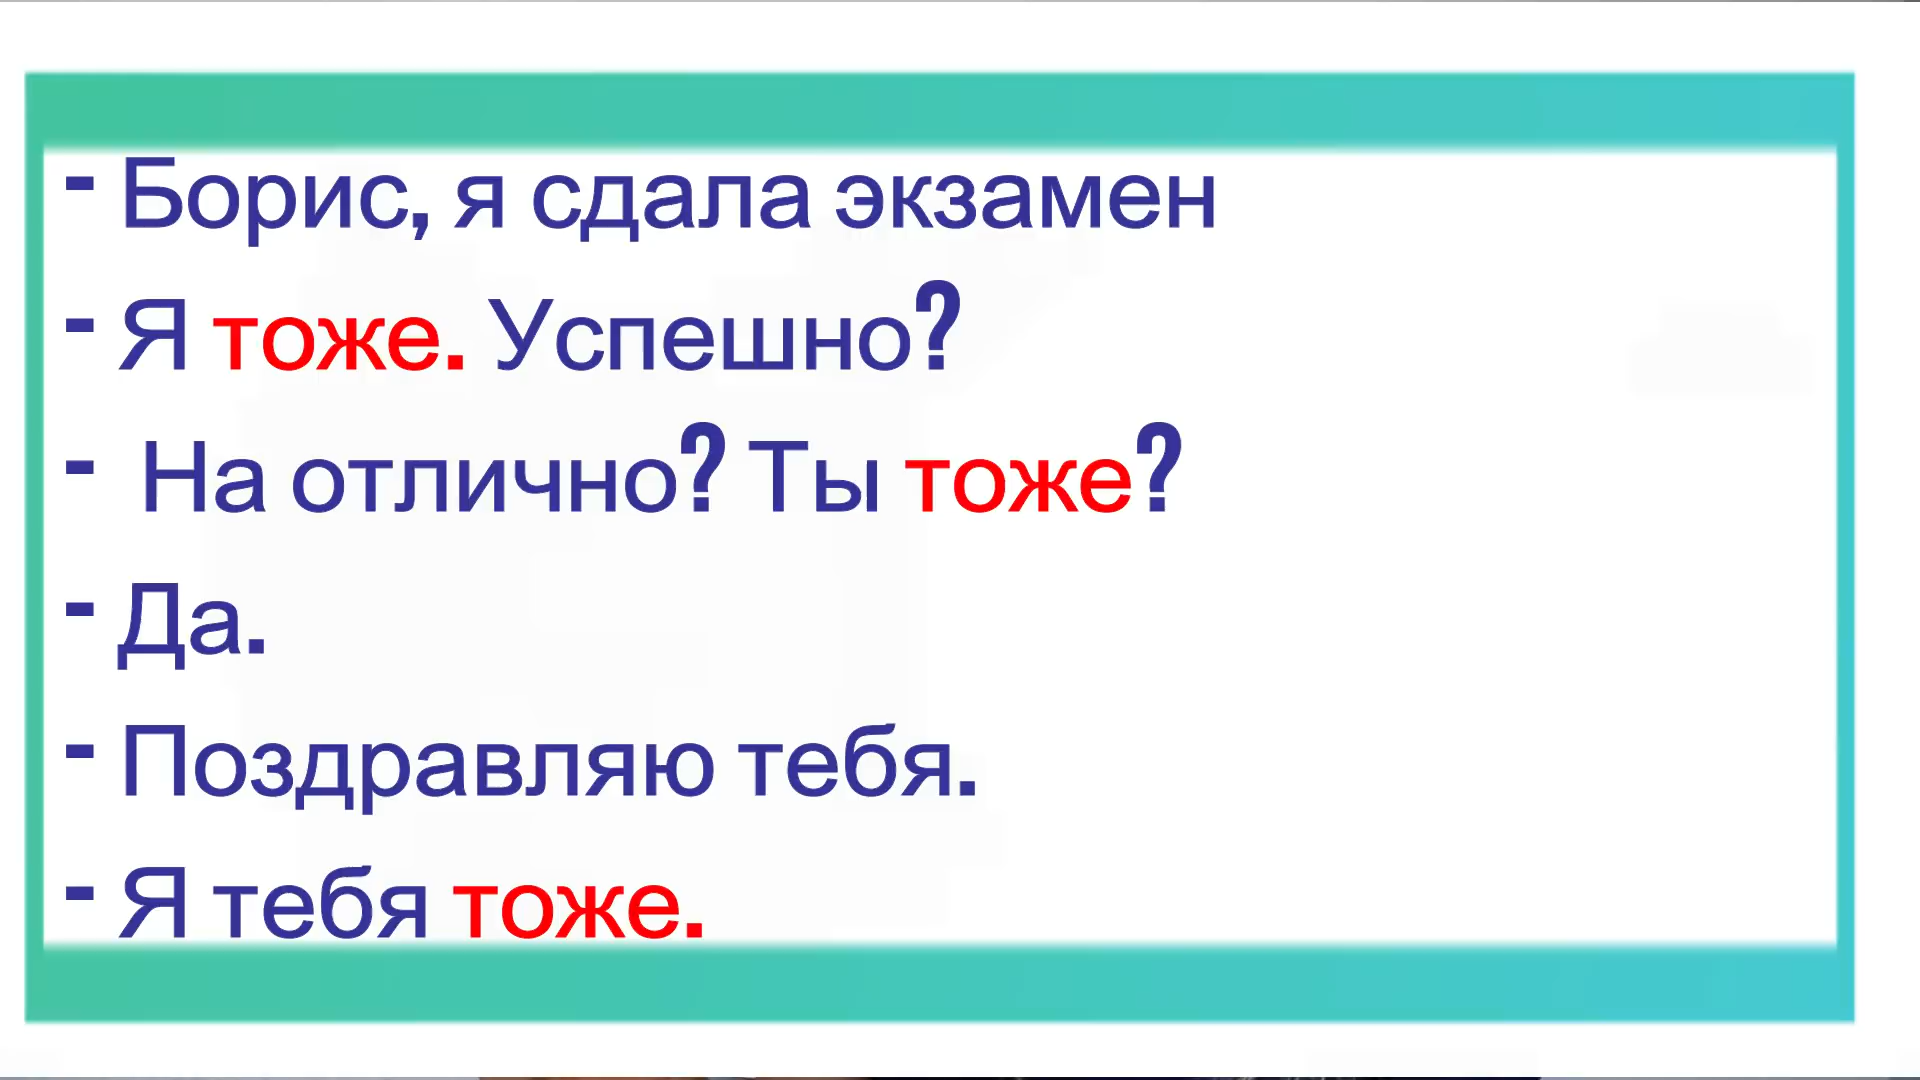 - Борис, я сдала экзамен
- Я тоже. Успешно?
- На отлично? Ты тоже?
- Да.
- Поздравляю тебя.
- Я тебя тоже.